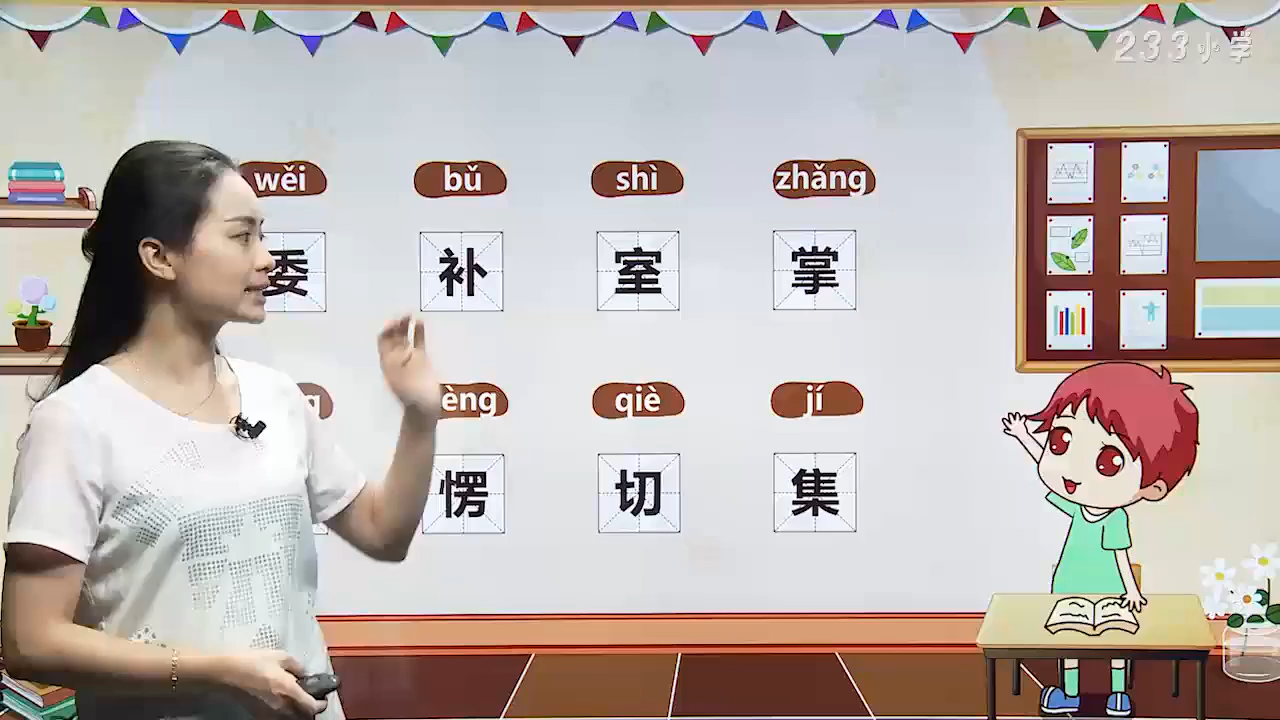 233小学
wěi bǔ shì zhǎng
委 补 室 掌
èng qiè jí
愣 切 集